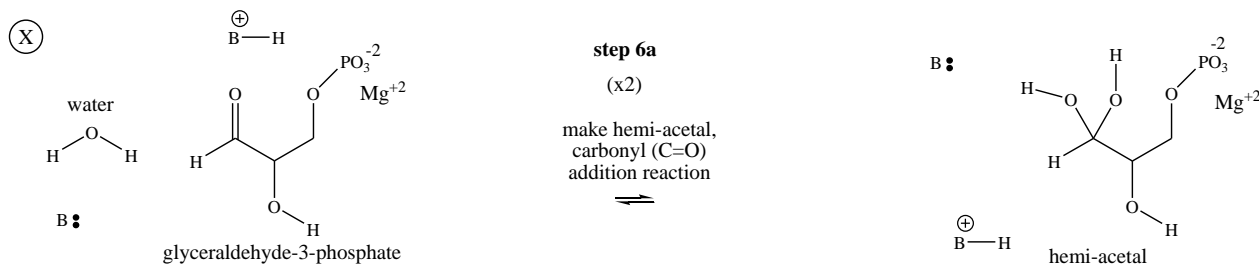 X
⊕
B H
O
O
PO3-2
Mg+2
water
H O H
H
O
H
B:
glyceraldehyde-3-phosphate
step 6a
(x2)
make hemi-acetal,
carbonyl (C=O)
addition reaction
⇌
B:
H
H O O
O
PO3-2
Mg+2
H
O
H
⊕
B H
hemi-acetal